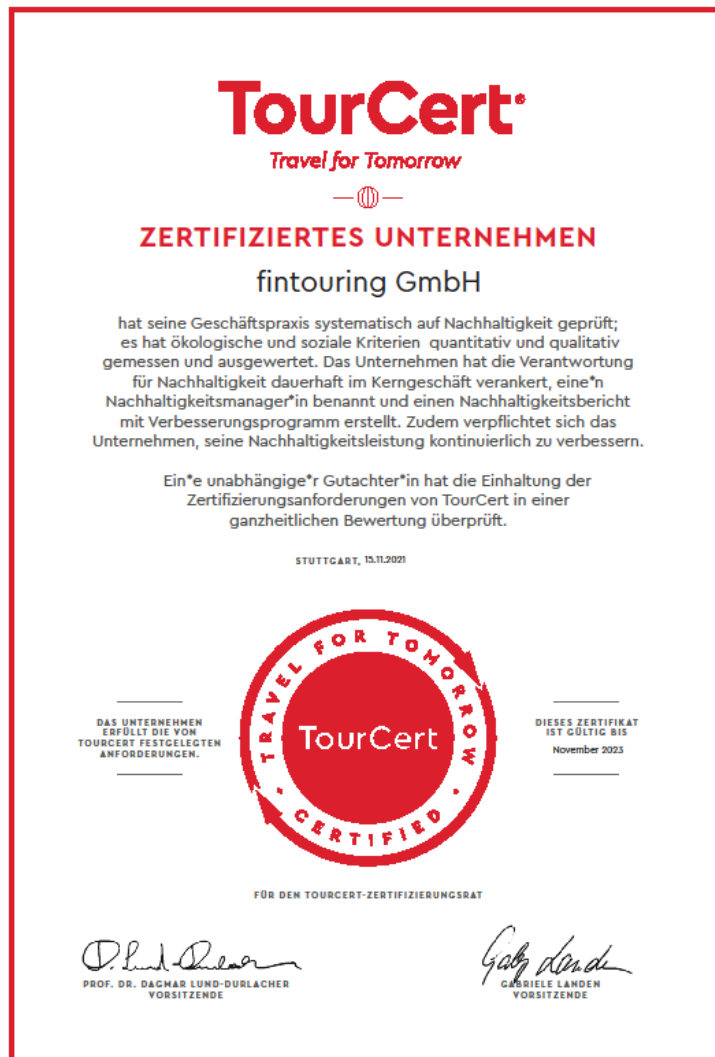 TourCert®
Travel for Tomorrow
ZERTIFIZIERTES UNTERNEHMEN
fintouring GmbH
hat seine Geschäftspraxis systematisch auf Nachhaltigkeit geprüft;
es hat ökologische und soziale Kriterien quantitativ und qualitativ
gemessen und ausgewertet. Das Unternehmen hat die Verantwortung
für Nachhaltigkeit dauerhaft im Kerngeschäft verankert, eine*n
Nachhaltigkeitsmanager*in benannt und einen Nachhaltigkeitsbericht
mit Verbesserungsprogramm erstellt. Zudem verpflichtet sich das
Unternehmen, seine Nachhaltigkeitsleistung kontinuierlich zu verbessern.
Ein*e unabhängige*r Gutachter*in hat die Einhaltung der
Zertifizierungsanforderungen von TourCert in einer
ganzheitlichen Bewertung überprüft.
STUTTGART, 15.11.2021
DAS UNTERNEHMEN
ERFÜLLT DIE VON
TOURCERT FESTGELEGTEN
ANFORDERUNGEN.
TRAVEL FOR TOMORROW
TourCert
· CERTIFIED ·
DIESES ZERTIFIKAT
IST GÜLTIG BIS
November 2023
FÜR DEN TOURCERT-ZERTIFIZIERUNGSRAT
D. Lund-Durlacher
PROF. DR. DAGMAR LUND-DURLACHER
VORSITZENDE
Gaby Landen
GABRIELE LANDEN
VORSITZENDE